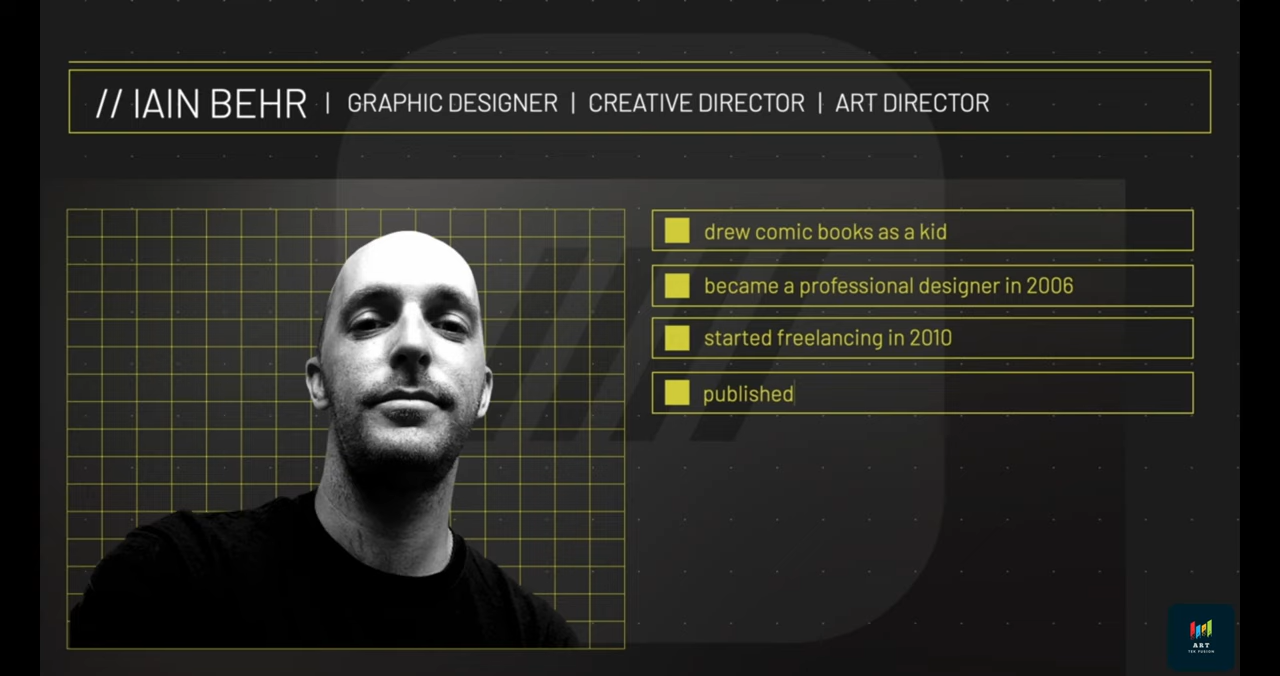 // IAIN BEHR | GRAPHIC DESIGNER | CREATIVE DIRECTOR | ART DIRECTOR
drew comic books as a kid
became a professional designer in 2006
started freelancing in 2010
published
ART